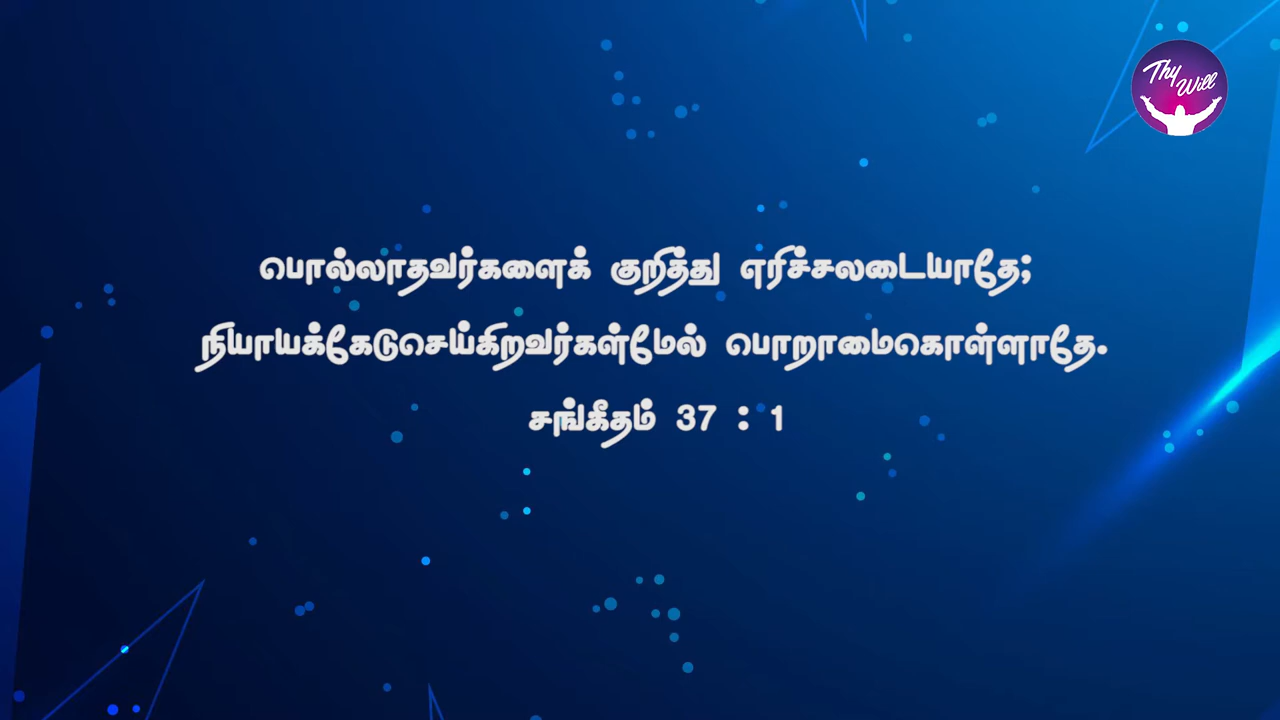 Thy Will
பொல்லாதவர்களைக் குறித்து எரிச்சலடையாதே;
நியாயக்கேடுசெய்கிறவர்கள்மேல் பொறாமைகொள்ளாதே.
சங்கீதம் 37 : 1